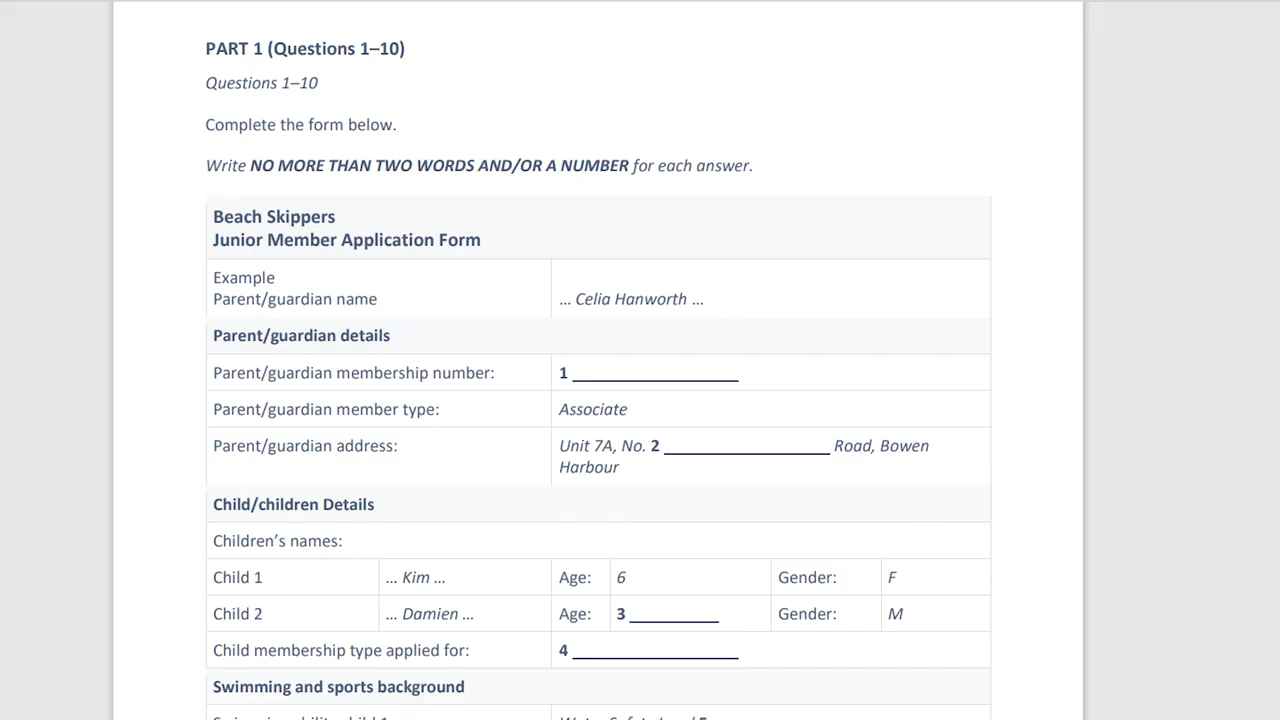 PART 1 (Questions 1–10)
Questions 1–10
Complete the form below.
Write NO MORE THAN TWO WORDS AND/OR A NUMBER for each answer.
Beach Skippers
Junior Member Application Form
Example
Parent/guardian name
… Celia Hanworth …
Parent/guardian details
Parent/guardian membership number: 1 ____________________
Parent/guardian member type: Associate
Parent/guardian address: Unit 7A, No. 2 ____________________ Road, Bowen
Harbour
Child/children Details
Children’s names:
Child 1 … Kim … Age: 6 Gender: F
Child 2 … Damien … Age: 3 ___________ Gender: M
Child membership type applied for: 4 ____________________
Swimming and sports background